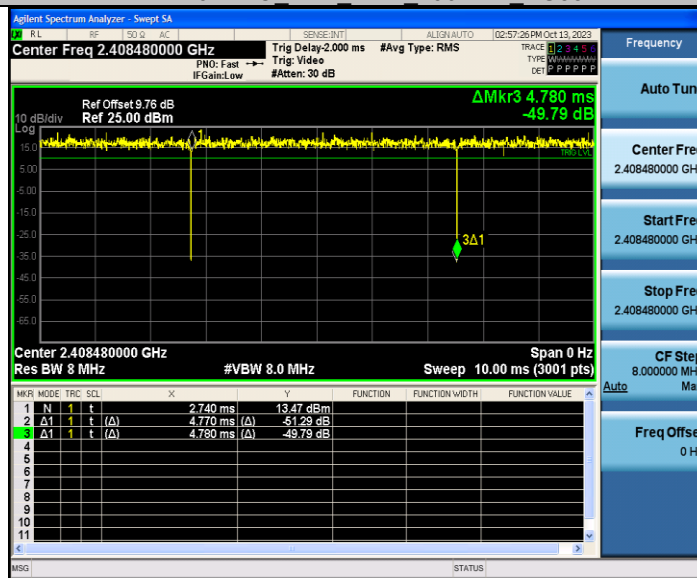 Agilent Spectrum Analyzer - Swept SA
RL RF 50 Ω AC SENSE:INT ALIGN AUTO 02:57:26 PM Oct 13, 2023
Center Freq 2.408480000 GHz
PNO: Fast
IFGain:Low
Trig Delay-2.000 ms
Trig: Video
#Atten: 30 dB
#Avg Type: RMS
TRACE 1 2 3 4 5 6
TYPE W
DET P P P P P P
Ref Offset 9.76 dB
Ref 25.00 dBm
10 dB/div
Log
ΔMkr3 4.780 ms
-49.79 dB
15.0
5.00
-5.00
-15.0
-25.0
-35.0
-45.0
-55.0
-65.0
1
TRIG LVL
3Δ1
Center 2.408480000 GHz
Span 0 Hz
Res BW 8 MHz
#VBW 8.0 MHz
Sweep 10.00 ms (3001 pts)
MKR MODE TRC SCL X Y FUNCTION FUNCTION WIDTH FUNCTION VALUE
1 N 1 t 2.740 ms 13.47 dBm
2 Δ1 1 t (Δ) 4.770 ms (Δ) -51.29 dB
3 Δ1 1 t (Δ) 4.780 ms (Δ) -49.79 dB
4
5
6
7
8
9
10
11
MSG
STATUS
Frequency
Auto Tun
Center Fre
2.408480000 GH
Start Fre
2.408480000 GH
Stop Fre
2.408480000 GH
CF Step
8.000000 MH
Auto Ma
Freq Offse
0 H